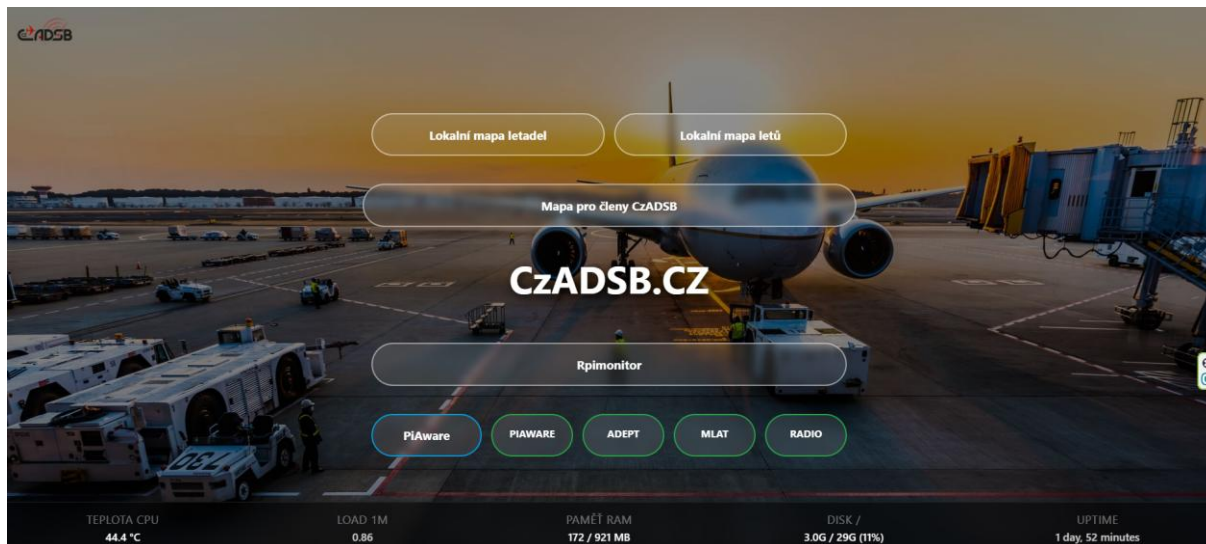 CzADSB
Lokalní mapa letadel
Lokalní mapa letů
Mapa pro členy CzADSB
CzADSB.CZ
Rpimonitor
PiAware
PIAWARE
ADEPT
MLAT
RADIO
TEPLOTA CPU
44.4 °C
LOAD 1M
0.86
PAMĚŤ RAM
172 / 921 MB
DISK /
3.0G / 29G (11%)
UPTIME
1 day, 52 minutes